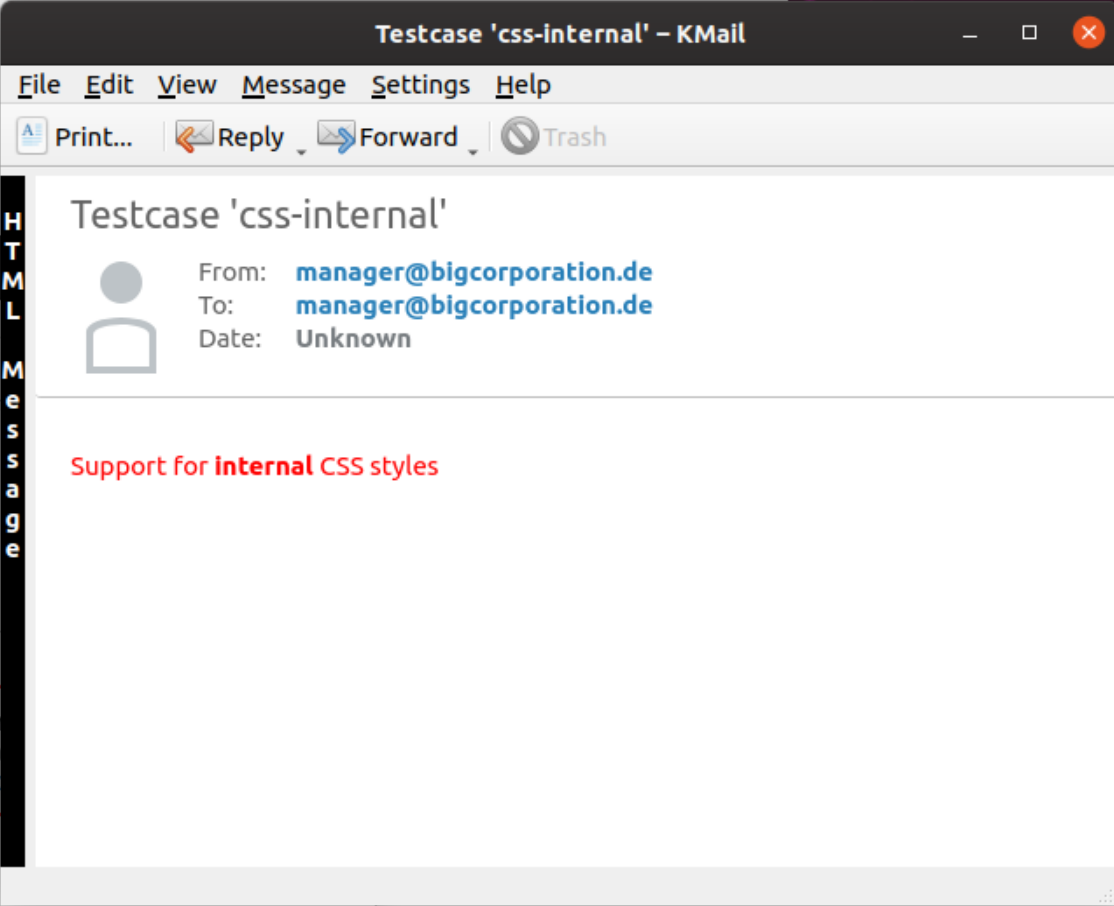 Testcase 'css-internal' – KMail
File Edit View Message Settings Help
Print... Reply Forward Trash
HTML Message
Testcase 'css-internal'
From: manager@bigcorporation.de
To: manager@bigcorporation.de
Date: Unknown
Support for internal CSS styles